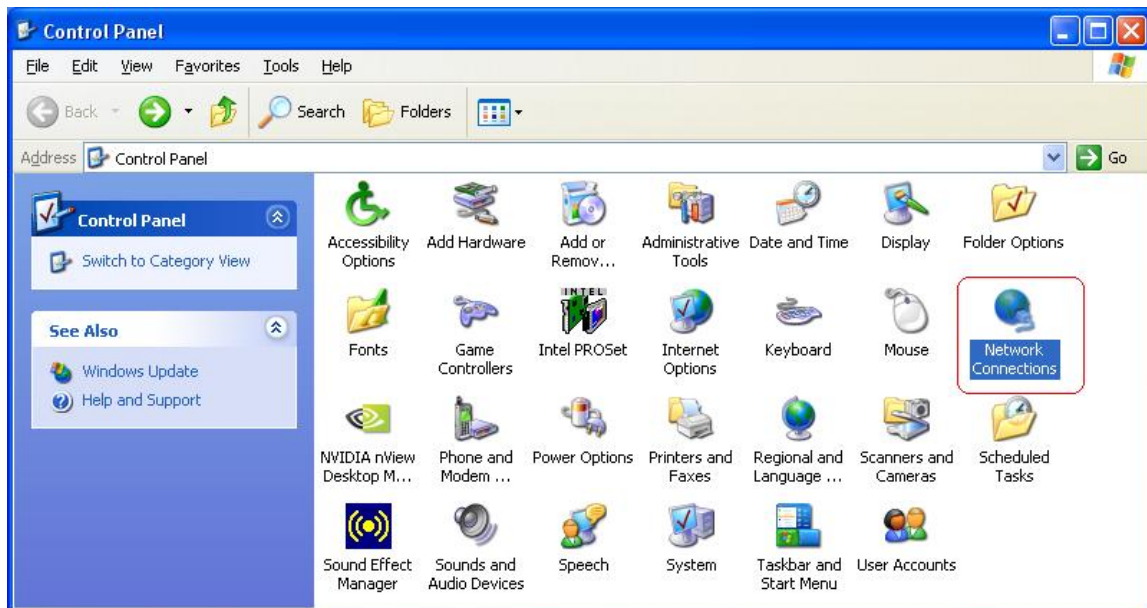 Control Panel
File Edit View Favorites Tools Help
Back Search Folders
Address Control Panel Go
Control Panel
Switch to Category View
See Also
Windows Update
Help and Support
Accessibility Options
Add Hardware
Add or Remov...
Administrative Tools
Date and Time
Display
Folder Options
Fonts
Game Controllers
INTEL
Intel PROSet
Internet Options
Keyboard
Mouse
Network Connections
NVIDIA nView Desktop M...
Phone and Modem ...
Power Options
Printers and Faxes
Regional and Language ...
Scanners and Cameras
Scheduled Tasks
Sound Effect Manager
Sounds and Audio Devices
Speech
System
Taskbar and Start Menu
User Accounts